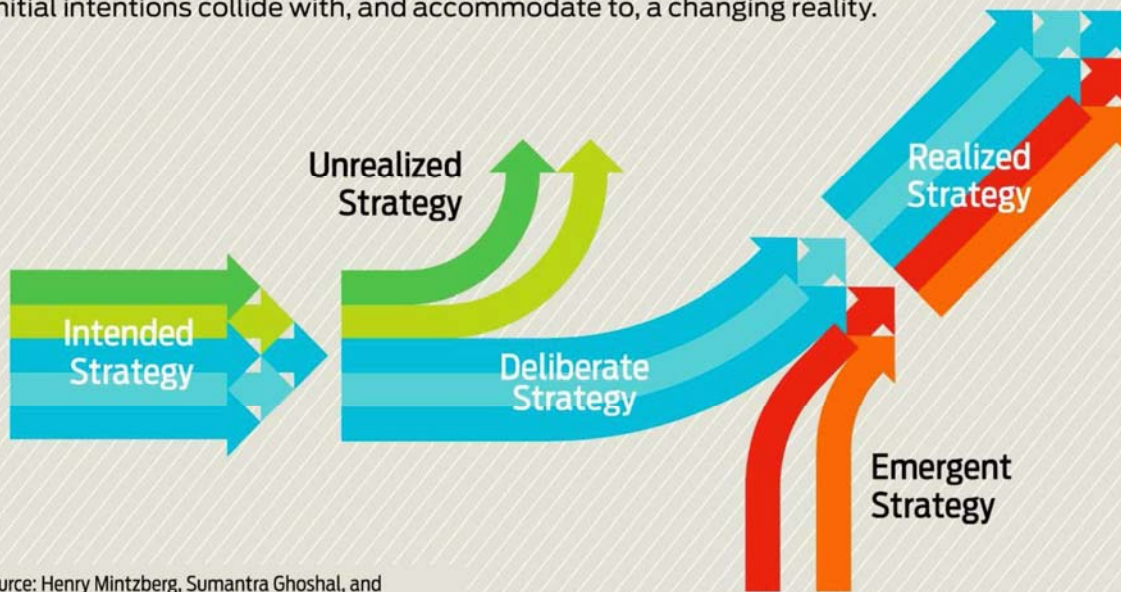 nitial intentions collide with, and accommodate to, a changing reality.
Unrealized
Strategy
Realized
Strategy
Intended
Strategy
Deliberate
Strategy
Emergent
Strategy
urce: Henry Mintzberg, Sumantra Ghoshal, and